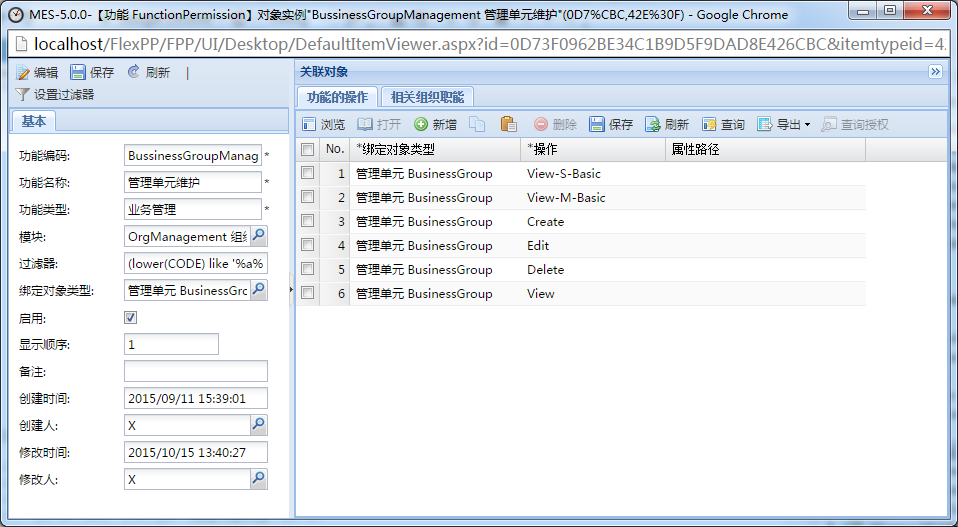 MES-5.0.0-【功能 FunctionPermission】对象实例"BussinessGroupManagement 管理单元维护"(0D7%CBC,42E%30F) - Google Chrome
localhost/FlexPP/FPP/UI/Desktop/DefaultItemViewer.aspx?id=0D73F0962BE34C1B9D5F9DAD8E426CBC&itemtypeid=4.
编辑 保存 刷新 |
设置过滤器
基本
功能编码: BussinessGroupManag *
功能名称: 管理单元维护 *
功能类型: 业务管理 *
模块: OrgManagement 组织
过滤器: (lower(CODE) like '%a%
绑定对象类型: 管理单元 BusinessGrc
启用:
显示顺序: 1
备注:
创建时间: 2015/09/11 15:39:01
创建人: X
修改时间: 2015/10/15 13:40:27
修改人: X
关联对象
功能的操作 相关组织职能
浏览 打开 新增 删除 保存 刷新 查询 导出 查询授权
No. *绑定对象类型 *操作 属性路径
1 管理单元 BusinessGroup View-S-Basic
2 管理单元 BusinessGroup View-M-Basic
3 管理单元 BusinessGroup Create
4 管理单元 BusinessGroup Edit
5 管理单元 BusinessGroup Delete
6 管理单元 BusinessGroup View